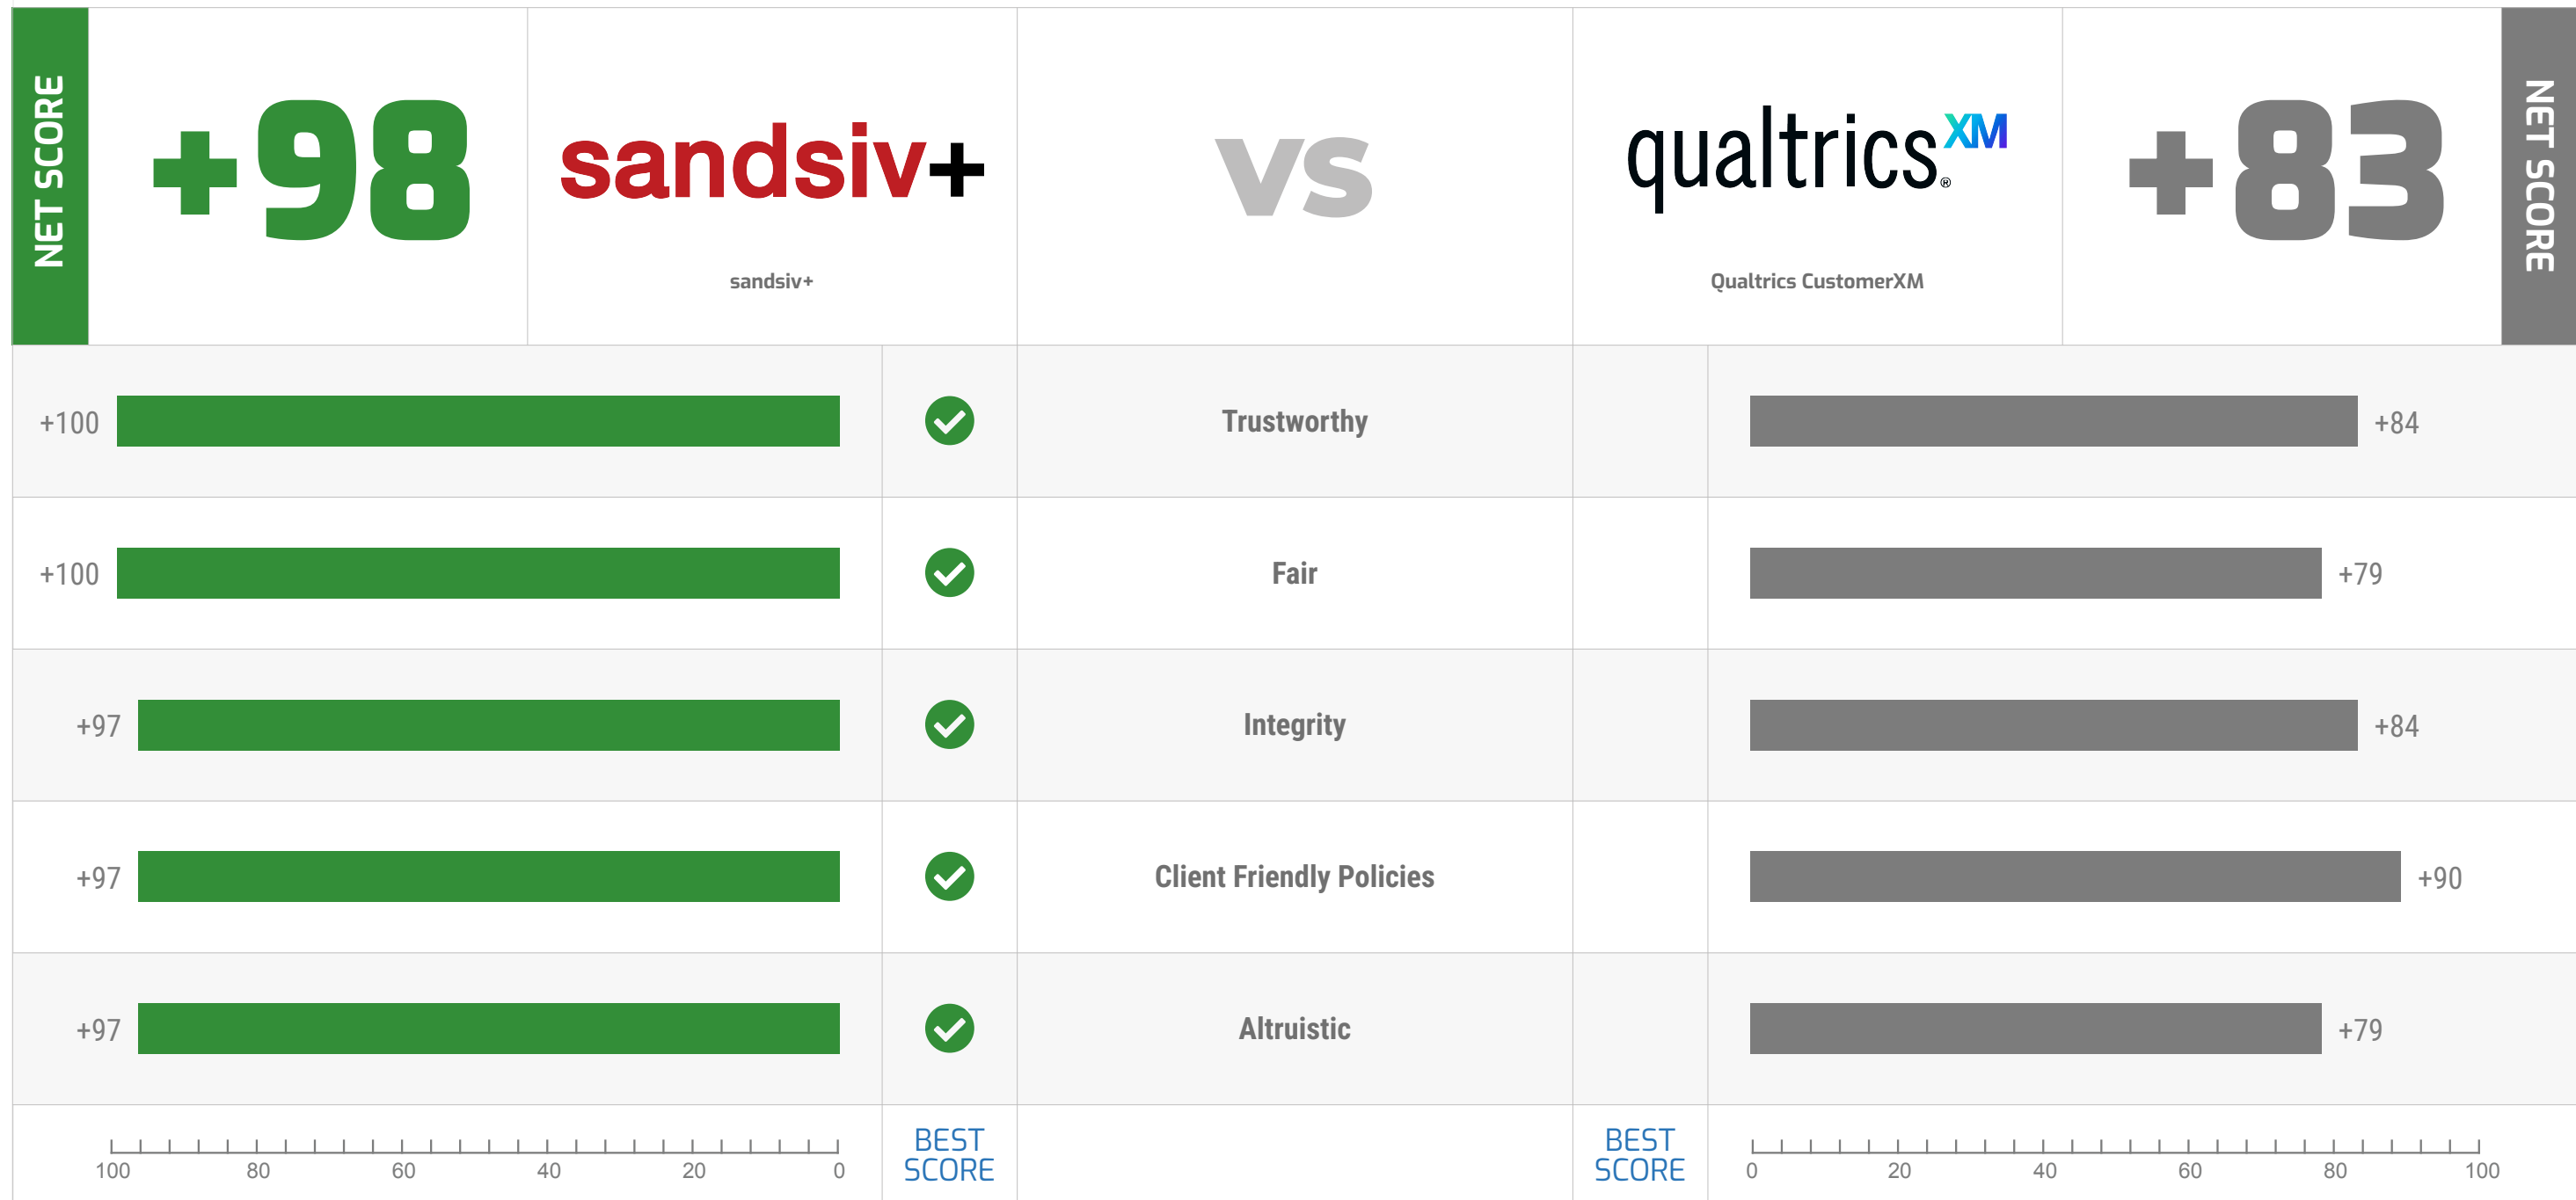 NET SCORE
+98
sandsiv+
sandsiv+
vs
qualtrics.XM
®
Qualtrics CustomerXM
+83
NET SCORE
+100
Trustworthy
+84
+100
Fair
+79
+97
Integrity
+84
+97
Client Friendly Policies
+90
+97
Altruistic
+79
100 80 60 40 20 0
BEST
SCORE
BEST
SCORE
0 20 40 60 80 100